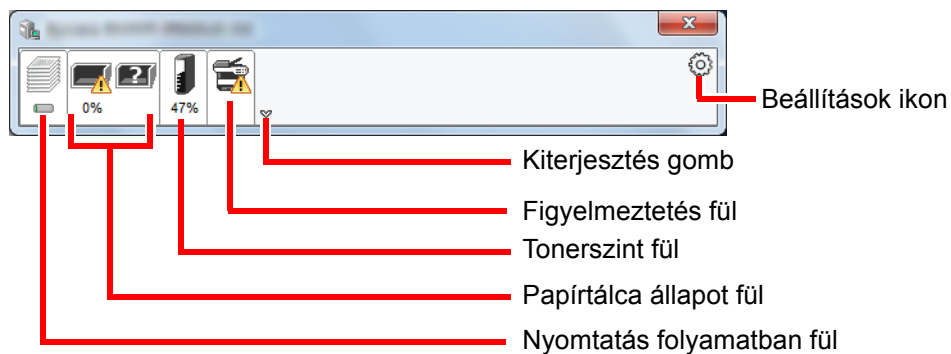 x
?
0%
47%
Beállítások ikon
Kiterjesztés gomb
Figyelmeztetés fül
Tonerszint fül
Papírtálca állapot fül
Nyomtatás folyamatban fül